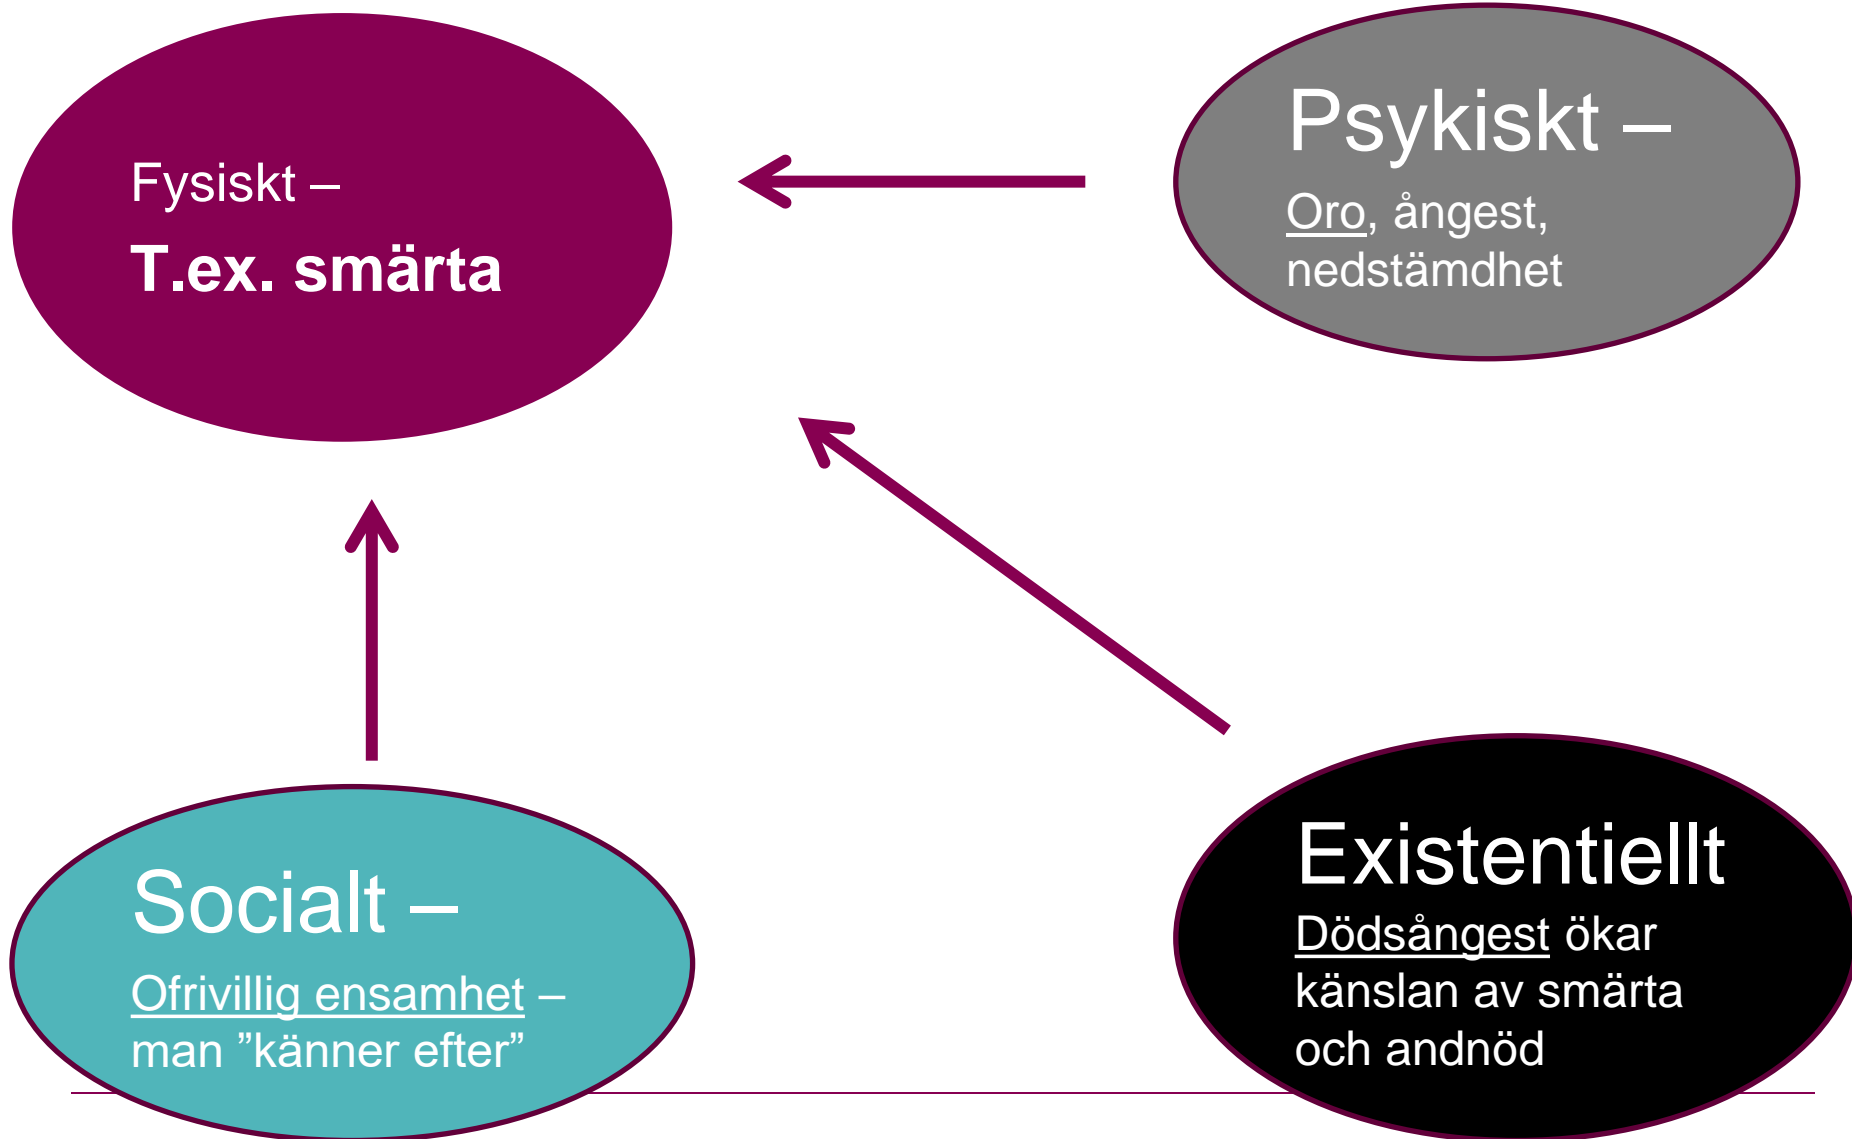 Fysiskt –
T.ex. smärta
Psykiskt –
Oro, ångest,
nedstämdhet
Socialt –
Ofrivillig ensamhet –
man ”känner efter”
Existentiellt
Dödsångest ökar
känslan av smärta
och andnöd